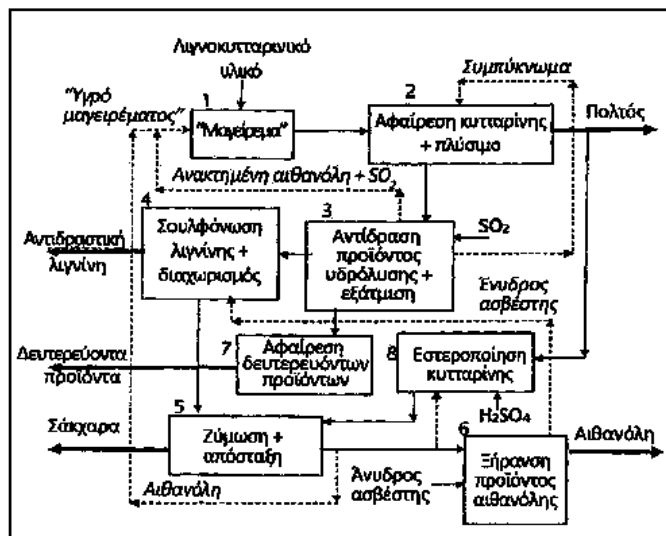 Λιγνοκυτταρινικό
υλικό
"Υγρό
μαγειρέματος"
1
"Μαγείρεμα"
2
Αφαίρεση κυτταρίνης
+ πλύσιμο
Συμπύκνωμα
Πολτός
Ανακτημένη αιθανόλη + SO2
4
Σουλφόνωση
λιγνίνης +
διαχωρισμός
3
Αντίδραση
προϊόντος
υδρόλυσης +
εξάτμιση
SO2
Αντιδραστική
λιγνίνη
Ένυδρος
ασβέστης
7
Αφαίρεση
δευτερευόντων
προϊόντων
8
Εστεροποίηση
κυτταρίνης
Δευτερεύοντα
προϊόντα
H2SO4
5
Ζύμωση +
απόσταξη
Σάκχαρα
6
Ξήρανση
προϊόντος
αιθανόλης
Αιθανόλη
Άνυδρος
ασβέστης
Αιθανόλη